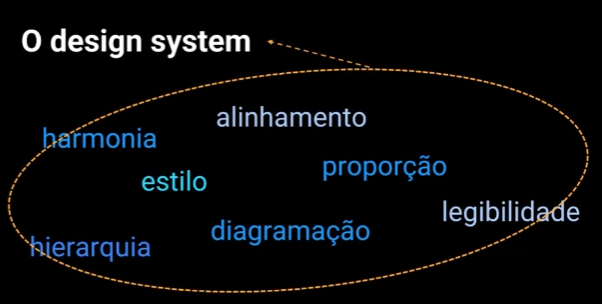 O design system
alinhamento
harmonia
proporção
estilo
legibilidade
diagramação
hierarquia